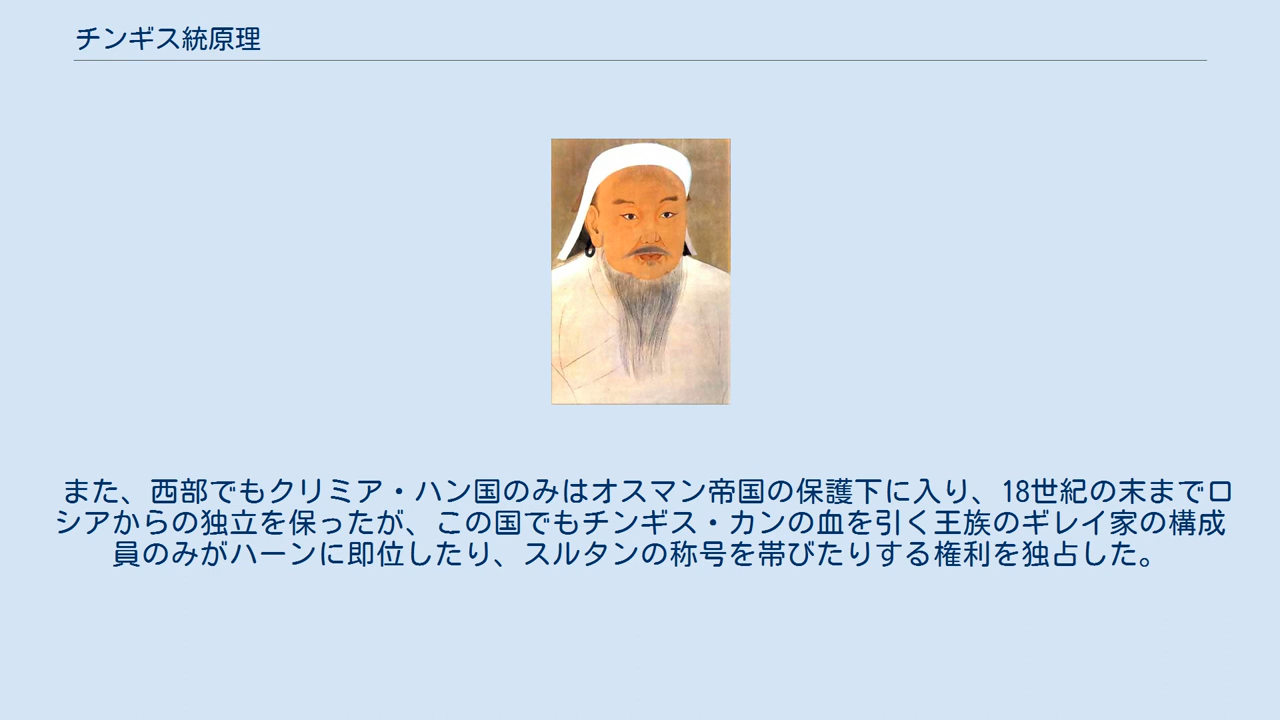 チンギス統原理
また、西部でもクリミア・ハン国のみはオスマン帝国の保護下に入り、18世紀の末までロ
シアからの独立を保ったが、この国でもチンギス・カンの血を引く王族のギレイ家の構成
員のみがハーンに即位したり、スルタンの称号を帯びたりする権利を独占した。